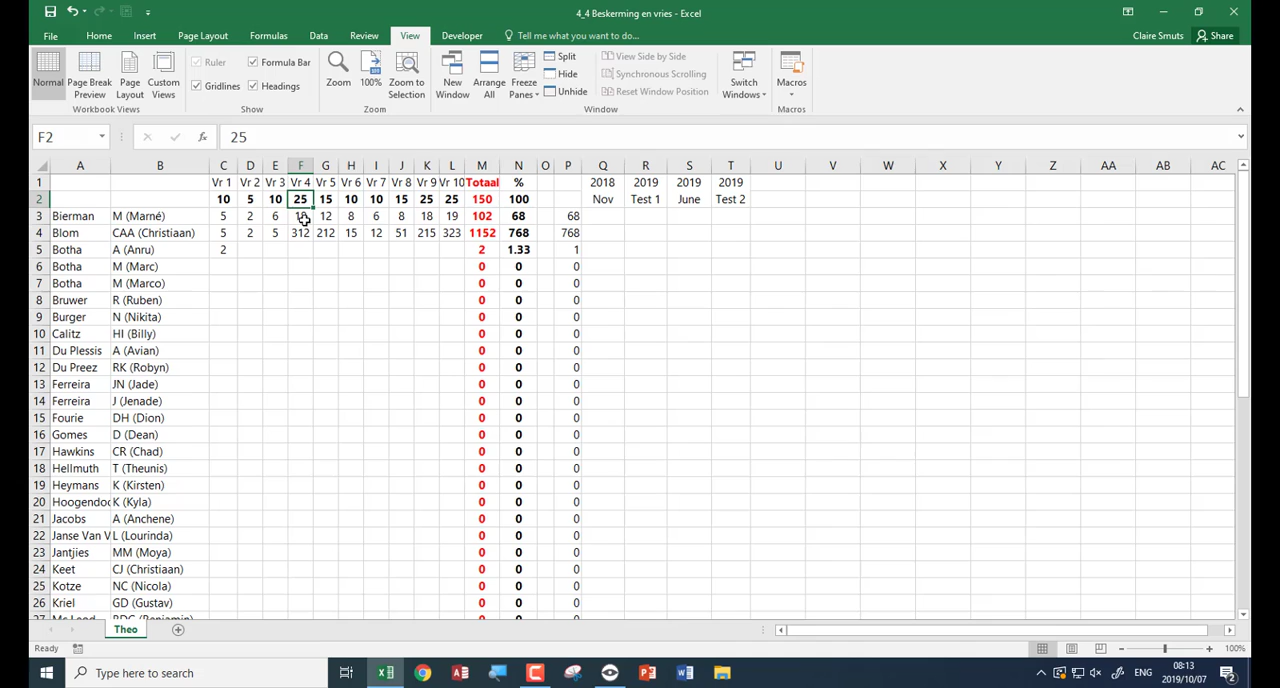 4_4 Beskerming en vries - Excel
File Home Insert Page Layout Formulas Data Review View Developer Tell me what you want to do... Claire Smuts Share
Normal Page Break Preview Page Layout Custom Views
Ruler Formula Bar
Gridlines Headings
Zoom 100% Zoom to Selection
New Window Arrange All Freeze Panes
Split
Hide
Unhide
View Side by Side
Synchronous Scrolling
Reset Window Position
Switch Windows Macros
Workbook Views Show Zoom Window Macros
F2 fx 25
A B C D E F G H I J K L M N O P Q R S T U V W X Y Z AA AB AC
1 Vr 1 Vr 2 Vr 3 Vr 4 Vr 5 Vr 6 Vr 7 Vr 8 Vr 9 Vr 10 Totaal % 2018 2019 2019 2019
2 10 5 10 25 15 10 10 15 25 25 150 100 Nov Test 1 June Test 2
3 Bierman M (Marné) 5 2 6 12 8 6 8 18 19 102 68 68
4 Blom CAA (Christiaan) 5 2 5 312 212 15 12 51 215 323 1152 768 768
5 Botha A (Anru) 2 2 1.33 1
6 Botha M (Marc) 0 0 0
7 Botha M (Marco) 0 0 0
8 Bruwer R (Ruben) 0 0 0
9 Burger N (Nikita) 0 0 0
10 Calitz HI (Billy) 0 0 0
11 Du Plessis A (Avian) 0 0 0
12 Du Preez RK (Robyn) 0 0 0
13 Ferreira JN (Jade) 0 0 0
14 Ferreira J (Jenade) 0 0 0
15 Fourie DH (Dion) 0 0 0
16 Gomes D (Dean) 0 0 0
17 Hawkins CR (Chad) 0 0 0
18 Hellmuth T (Theunis) 0 0 0
19 Heymans K (Kirsten) 0 0 0
20 Hoogendoo K (Kyla) 0 0 0
21 Jacobs A (Anchene) 0 0 0
22 Janse Van V L (Lourinda) 0 0 0
23 Jantjies MM (Moya) 0 0 0
24 Keet CJ (Christiaan) 0 0 0
25 Kotze NC (Nicola) 0 0 0
26 Kriel GD (Gustav) 0 0 0
Theo
Ready 100%
Type here to search
ENG 08:13
2019/10/07 2